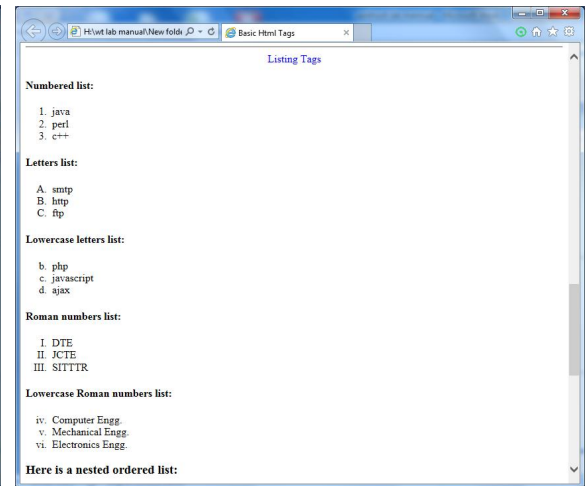 H:\wt lab manual\New folde
Basic Html Tags
Listing Tags
Numbered list:
1. java
2. perl
3. c++
Letters list:
A. smtp
B. http
C. ftp
Lowercase letters list:
b. php
c. javascript
d. ajax
Roman numbers list:
I. DTE
II. JCTE
III. SITTTR
Lowercase Roman numbers list:
iv. Computer Engg.
v. Mechanical Engg.
vi. Electronics Engg.
Here is a nested ordered list: